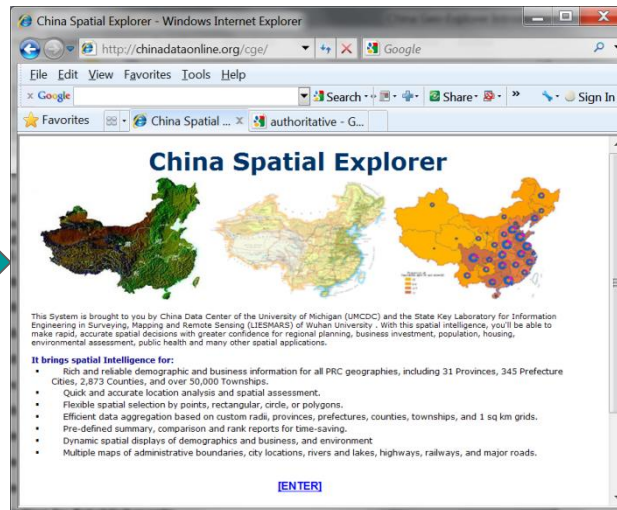 China Spatial Explorer - Windows Internet Explorer
http://chinadataonline.org/cge/
Google
File Edit View Favorites Tools Help
x Google
Search
Share
»
Sign In
Favorites
China Spatial ... x
authoritative - G...
China Spatial Explorer
This System is brought to you by China Data Center of the University of Michigan (UMCDC) and the State Key Laboratory for Information
Engineering in Surveying, Mapping and Remote Sensing (LIESMARS) of Wuhan University . With this spatial intelligence, you'll be able to
make rapid, accurate spatial decisions with greater confidence for regional planning, business investment, population, housing,
environmental assessment, public health and many other spatial applications.
It brings spatial Intelligence for:
• Rich and reliable demographic and business information for all PRC geographies, including 31 Provinces, 345 Prefecture
Cities, 2,873 Counties, and over 50,000 Townships.
• Quick and accurate location analysis and spatial assessment.
• Flexible spatial selection by points, rectangular, circle, or polygons.
• Efficient data aggregation based on custom radii, provinces, prefectures, counties, townships, and 1 sq km grids.
• Pre-defined summary, comparison and rank reports for time-saving.
• Dynamic spatial displays of demographics and business, and environment
• Multiple maps of administrative boundaries, city locations, rivers and lakes, highways, railways, and major roads.
[ENTER]